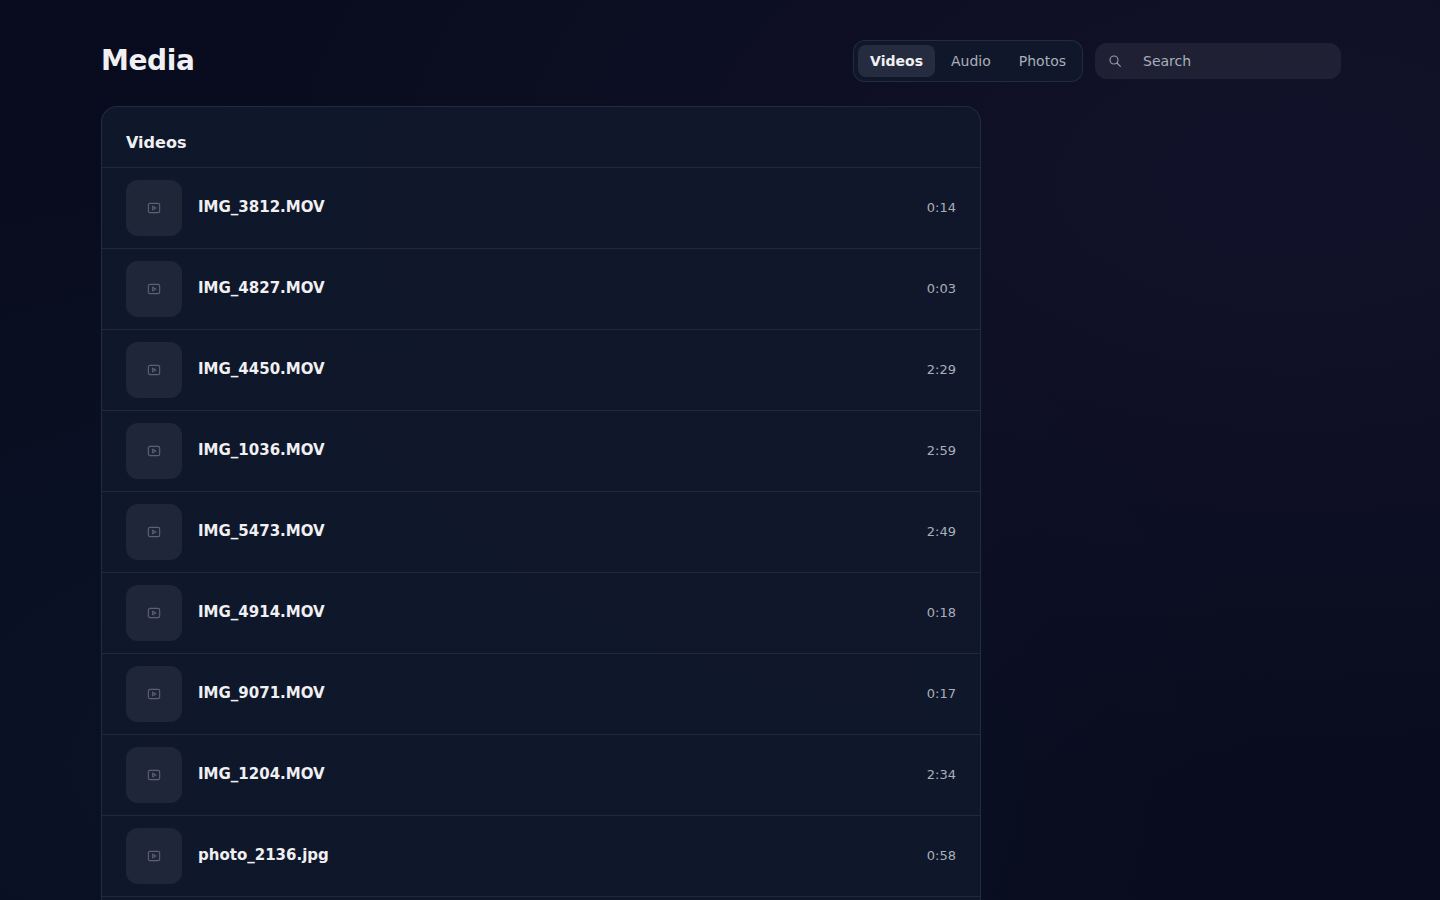 Media
Videos Audio Photos Search
Videos
IMG_3812.MOV 0:14
IMG_4827.MOV 0:03
IMG_4450.MOV 2:29
IMG_1036.MOV 2:59
IMG_5473.MOV 2:49
IMG_4914.MOV 0:18
IMG_9071.MOV 0:17
IMG_1204.MOV 2:34
photo_2136.jpg 0:58